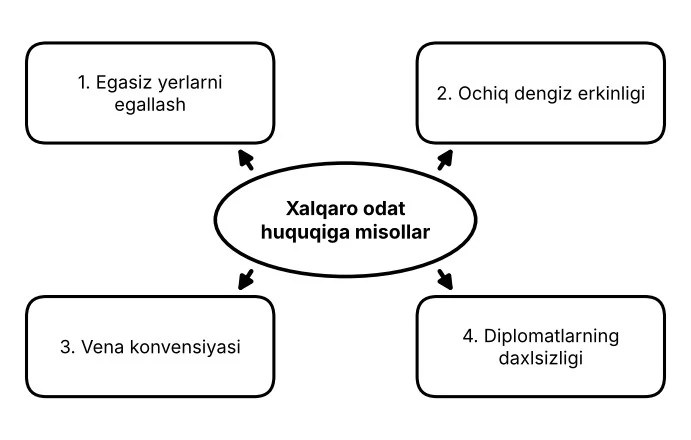 1. Egasiz yerlarni
egallash
2. Ochiq dengiz erkinligi
Xalqaro odat
huquqiga misollar
3. Vena konvensiyasi
4. Diplomatlarning
daxlsizligi